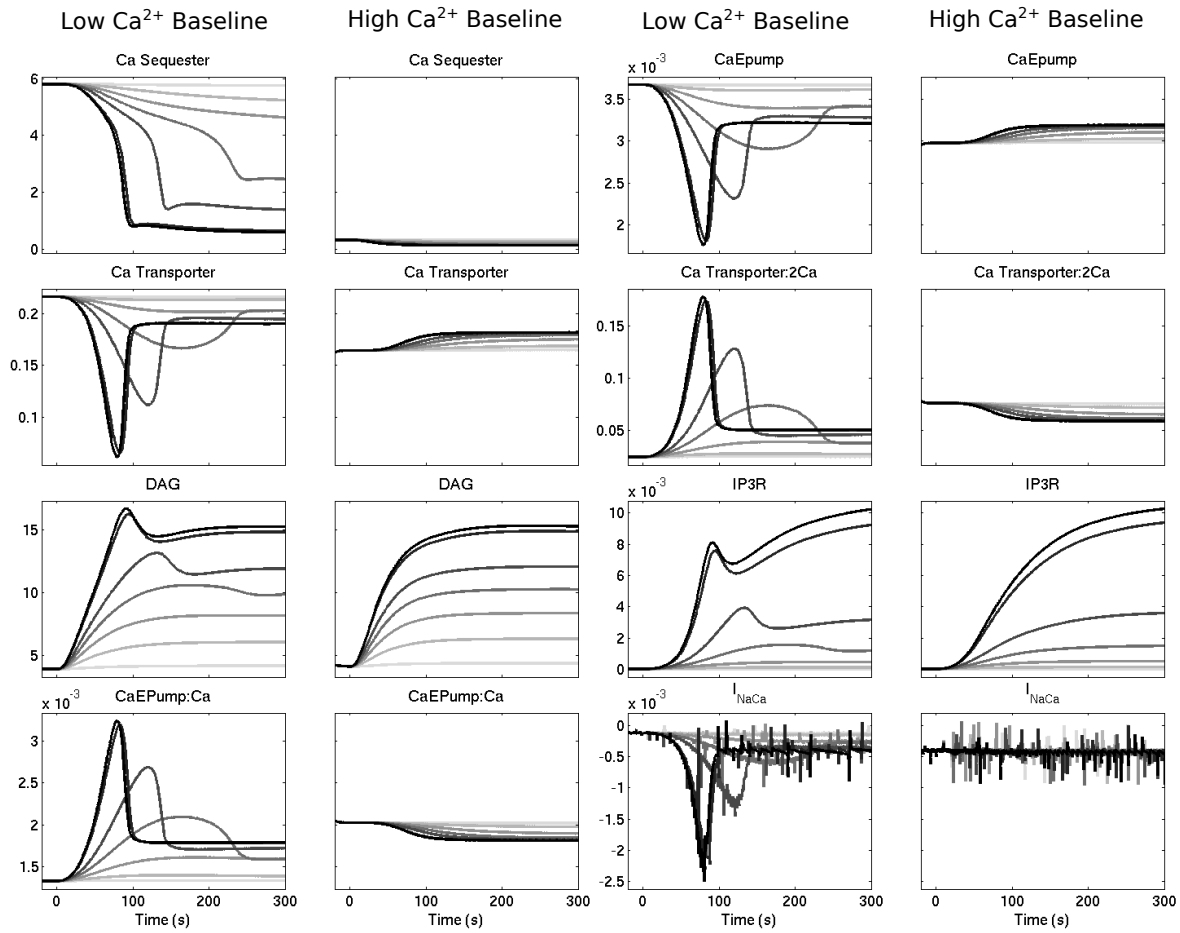 Low Ca²⁺ Baseline High Ca²⁺ Baseline Low Ca²⁺ Baseline High Ca²⁺ Baseline
Ca Sequester Ca Sequester CaEpump CaEpump
x 10⁻³
6
4
2
0
3.5
3
2.5
2
Ca Transporter Ca Transporter Ca Transporter:2Ca Ca Transporter:2Ca
0.2
0.15
0.1
0.15
0.1
0.05
DAG DAG IP3R IP3R
x 10⁻³
15
10
5
10
8
6
4
2
0
CaEPump:Ca CaEPump:Ca I_NaCa I_NaCa
x 10⁻³
x 10⁻³
3
2
1.5
0
-0.5
-1
-1.5
-2
-2.5
0 100 200 300 0 100 200 300 0 100 200 300 0 100 200 300
Time (s) Time (s) Time (s) Time (s)